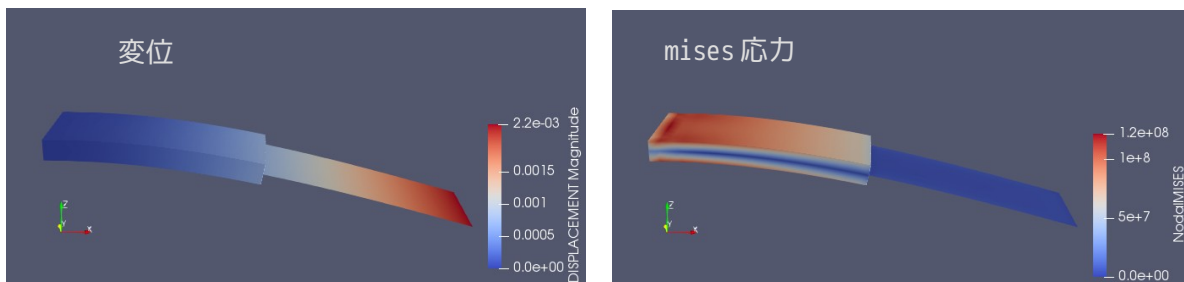 変位
2.2e-03
0.0015
0.001
0.0005
0.0e+00
DISPLACEMENT Magnitude
Z
Y
X
mises 応力
1.2e+08
1e+8
5e+7
0.0e+00
NodalMISES
Z
Y
X